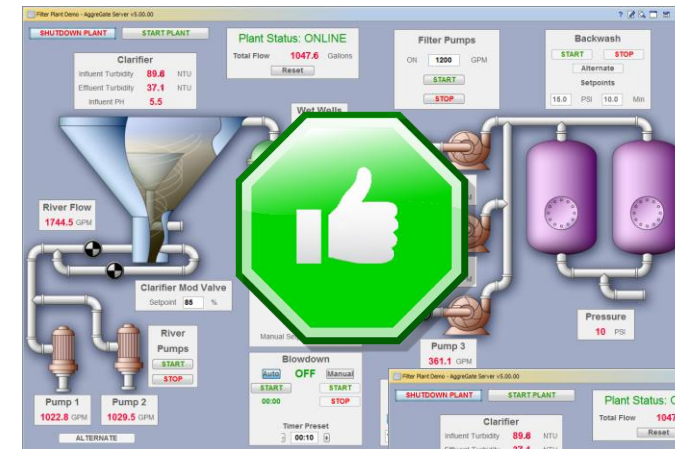 Filter Plant Demo - AggreGate Server v5.00.00
SHUTDOWN PLANT
START PLANT
Plant Status: ONLINE
Total Flow 1047.6 Gallons
Reset
Clarifier
Influent Turbidity 89.6 NTU
Effluent Turbidity 37.1 NTU
Influent PH 5.5
Filter Pumps
ON 1200 GPM
START
STOP
Backwash
START STOP
Alternate
Setpoints
15.0 PSI 10.0 Min
Wet Wells
River Flow
1744.5 GPM
Clarifier Mod Valve
Setpoint 85 %
River
Pumps
START
STOP
Pump 1
1022.8 GPM
Pump 2
1029.5 GPM
ALTERNATE
Blowdown
Auto OFF Manual
START START
00:00 STOP
Timer Preset
00:10
Pump 3
361.1 GPM
Pressure
10 PSI
Filter Plant Demo - AggreGate Server v5.00.00
SHUTDOWN PLANT
START PLANT
Plant Status:
Total Flow
Reset
Clarifier
Influent Turbidity 89.6 NTU